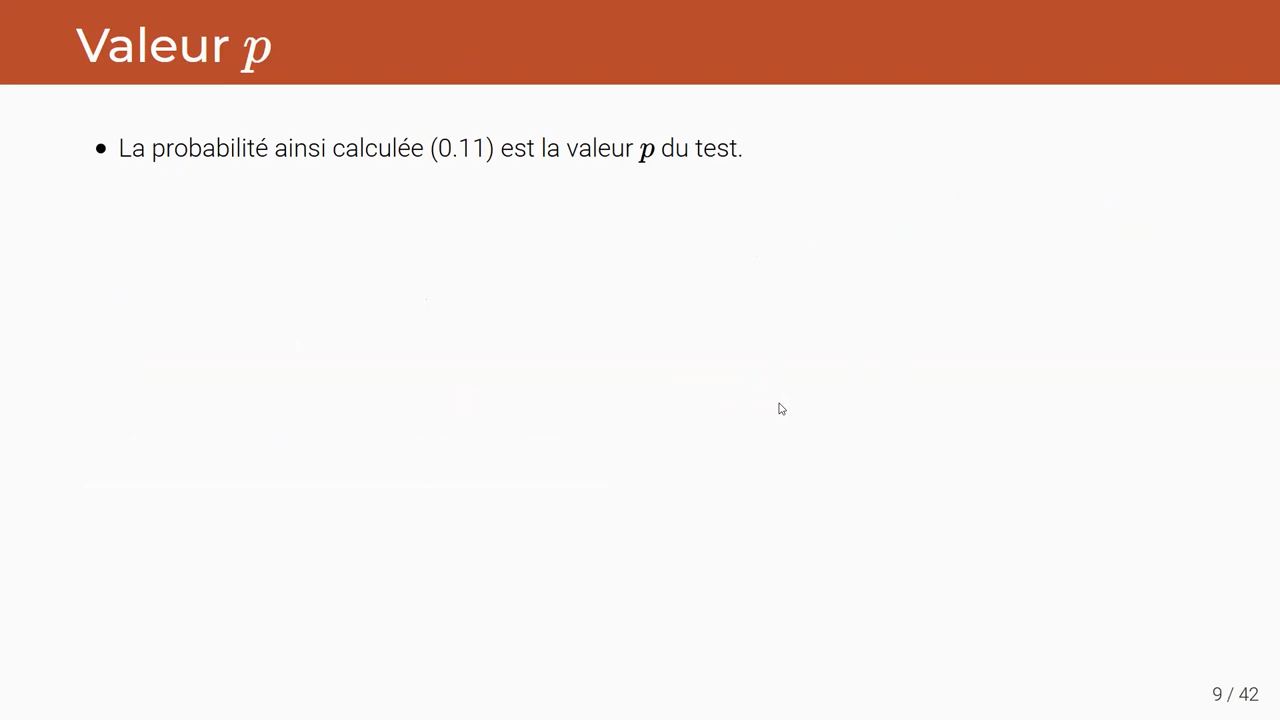 Valeur p
• La probabilité ainsi calculée (0.11) est la valeur p du test.
9 / 42